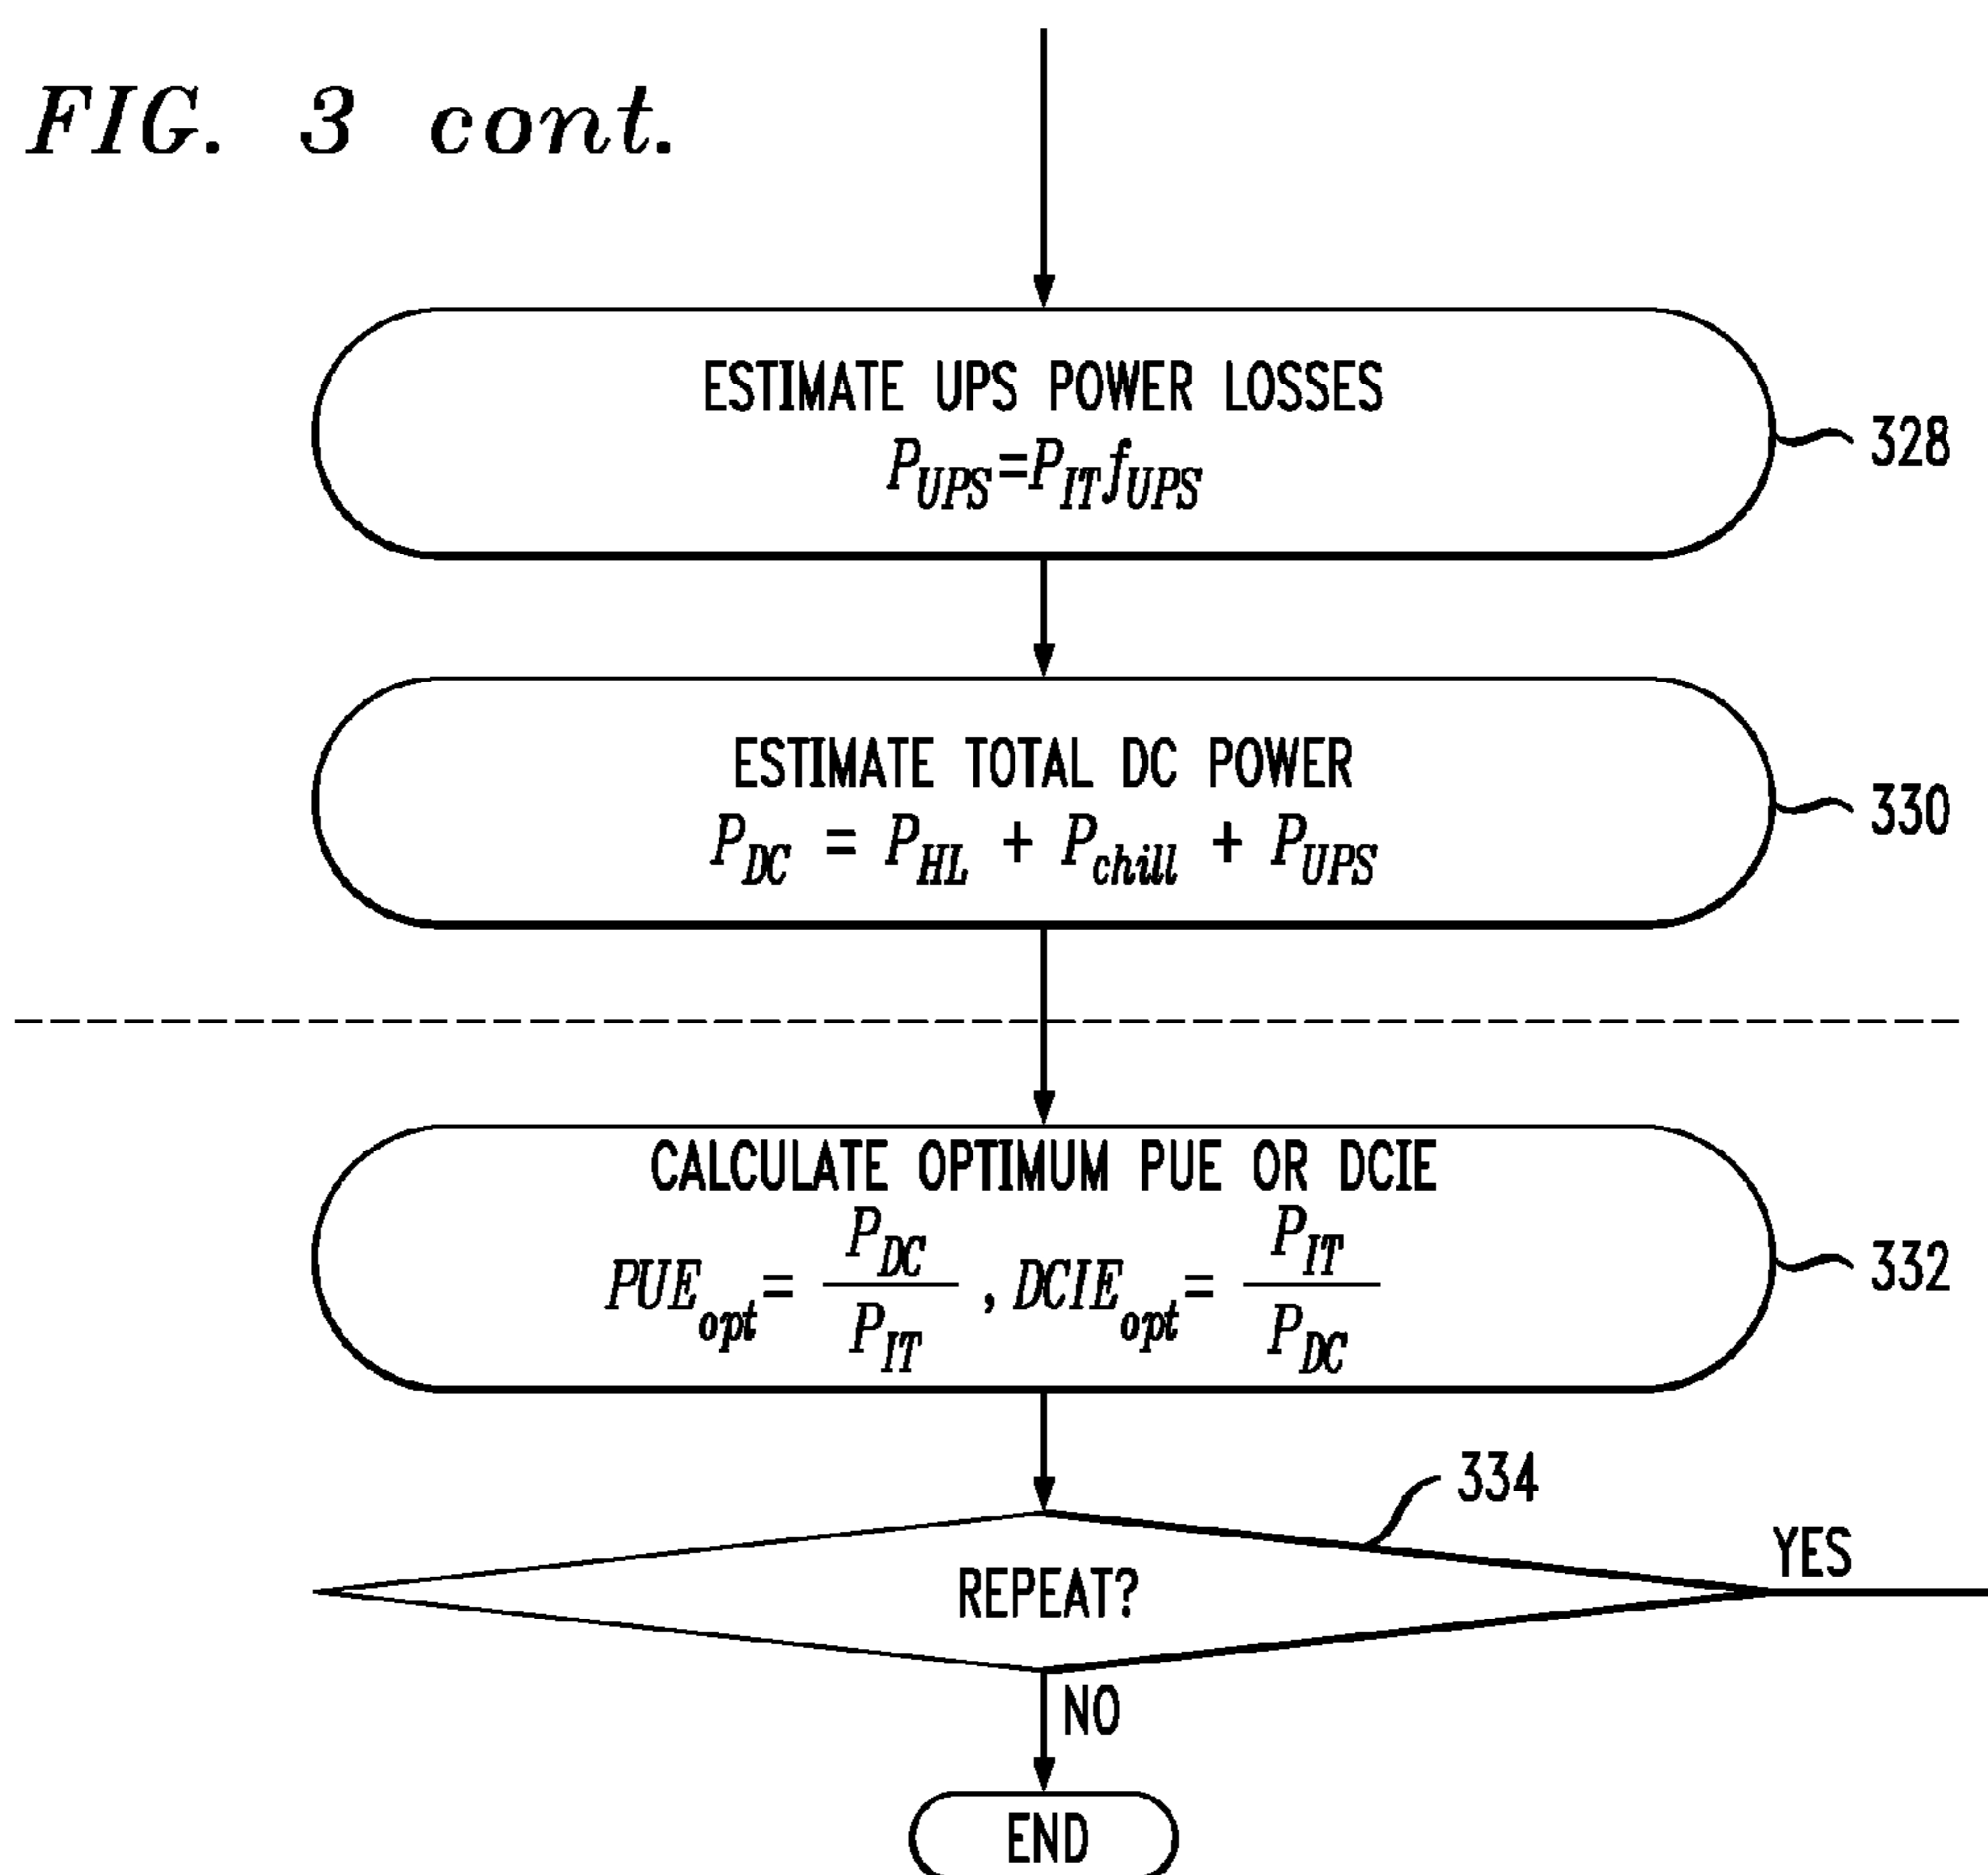 FIG. 3 cont.
ESTIMATE UPS POWER LOSSES
P_UPS=P_IT f_UPS
328
ESTIMATE TOTAL DC POWER
P_DC = P_HL + P_chill + P_UPS
330
CALCULATE OPTIMUM PUE OR DCIE
PUE_opt = P_DC / P_IT , DCIE_opt = P_IT / P_DC
332
334
REPEAT?
YES
NO
END